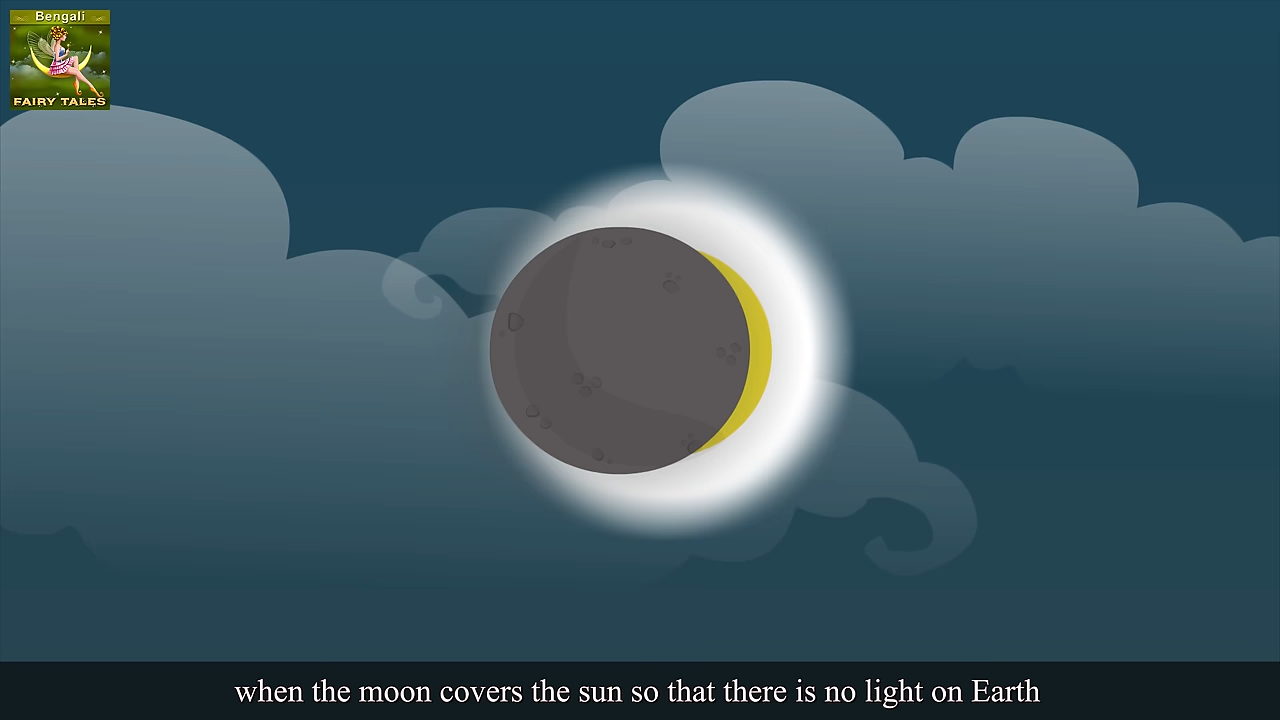 Bengali
FAIRY TALES
when the moon covers the sun so that there is no light on Earth